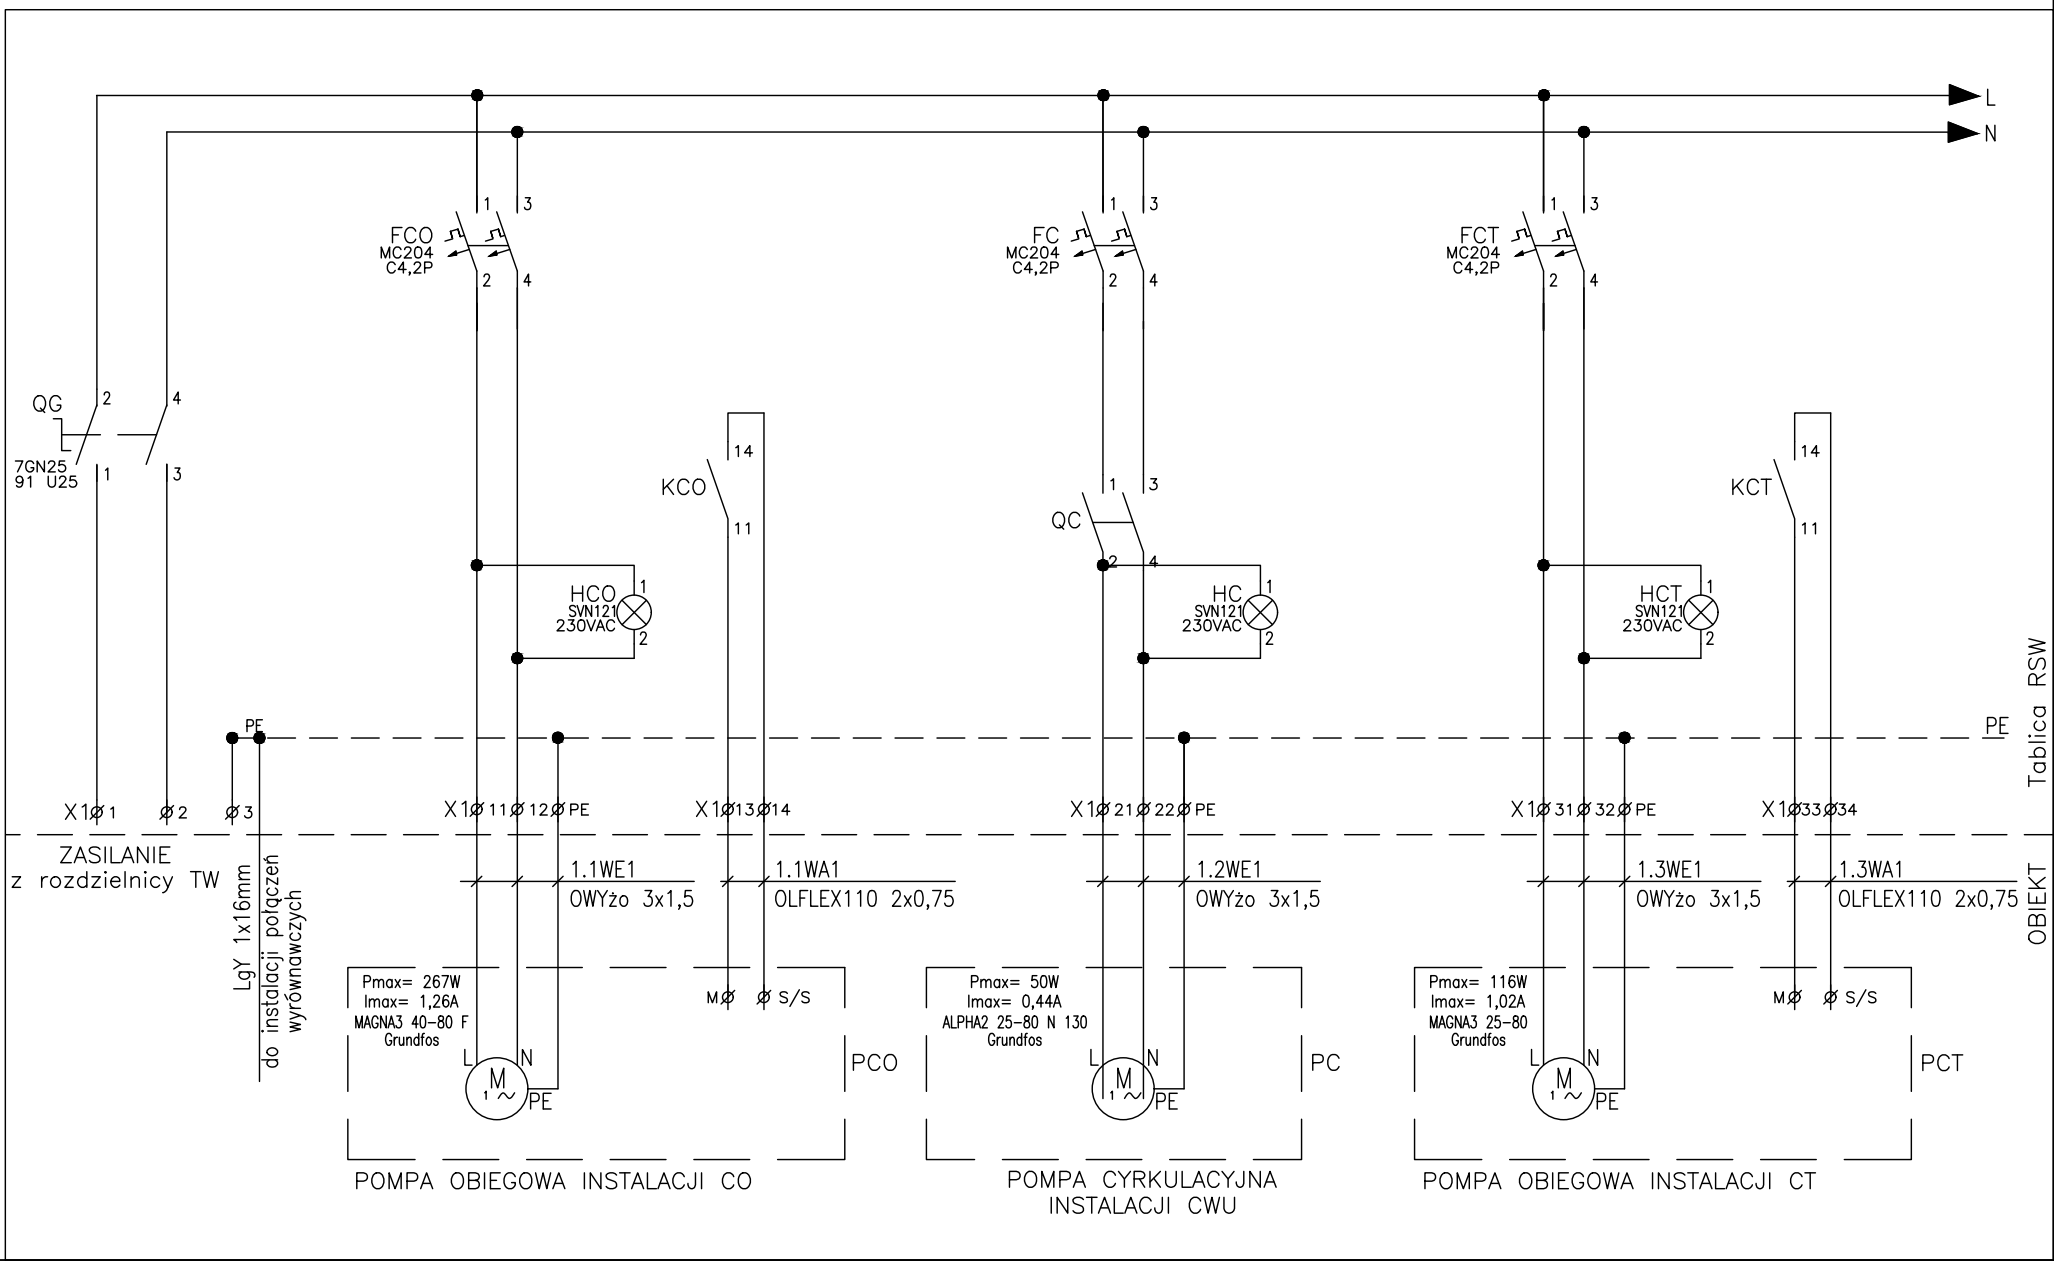 L
N
1 3
FCO
MC204
C4,2P
2 4
1 3
FC
MC204
C4,2P
2 4
1 3
FCT
MC204
C4,2P
2 4
QG
2 4
7GN25
91 U25
1 3
14
KCO
11
1 3
QC
2 4
14
KCT
11
HCO
SVN121
230VAC
1
2
HC
SVN121
230VAC
1
2
HCT
SVN121
230VAC
1
2
PE
PE
Tablica RSW
X1 1 2 3
X1 11 12 PE
X1 13 14
X1 21 22 PE
X1 31 32 PE
X1 33 34
ZASILANIE
z rozdzielnicy TW
LgY 1x16mm
do instalacji połączeń
wyrównawczych
1.1WE1
OWYżo 3x1,5
1.1WA1
OLFLEX110 2x0,75
1.2WE1
OWYżo 3x1,5
1.3WE1
OWYżo 3x1,5
1.3WA1
OLFLEX110 2x0,75
OBIEKT
Pmax= 267W
Imax= 1,26A
MAGNA3 40-80 F
Grundfos
M S/S
L N
M
1 ~
PE
PCO
POMPA OBIEGOWA INSTALACJI CO
Pmax= 50W
Imax= 0,44A
ALPHA2 25-80 N 130
Grundfos
L N
M
1 ~
PE
PC
POMPA CYRKULACYJNA
INSTALACJI CWU
Pmax= 116W
Imax= 1,02A
MAGNA3 25-80
Grundfos
M S/S
L N
M
1 ~
PE
PCT
POMPA OBIEGOWA INSTALACJI CT